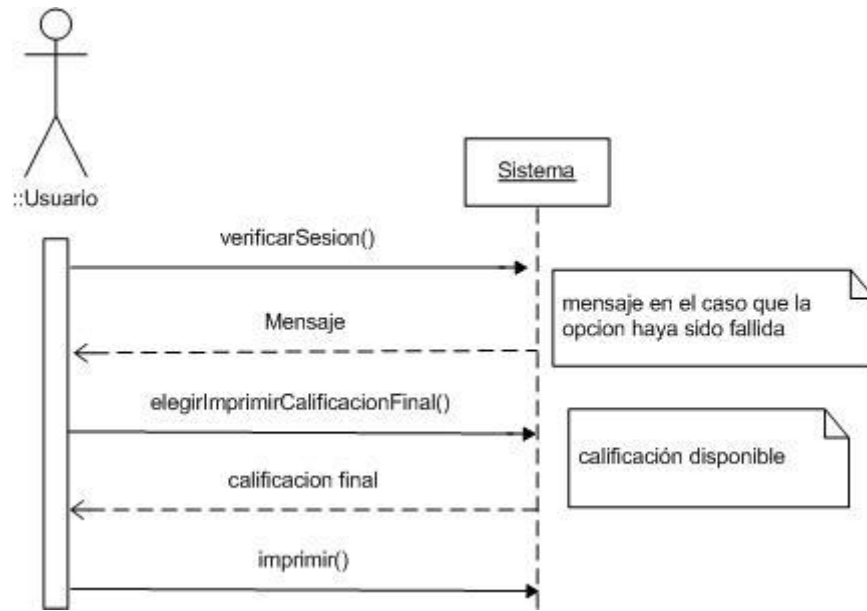 ::Usuario
Sistema
verificarSesion()
mensaje en el caso que la
opcion haya sido fallida
Mensaje
elegirImprimirCalificacionFinal()
calificación disponible
calificacion final
imprimir()